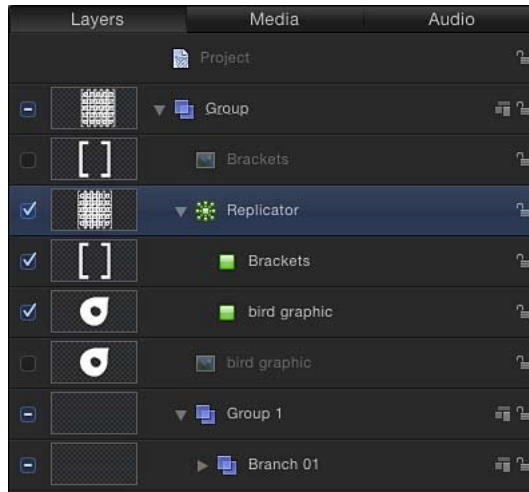 Layers Media Audio
Project
Group
Brackets
Replicator
Brackets
bird graphic
bird graphic
Group 1
Branch 01